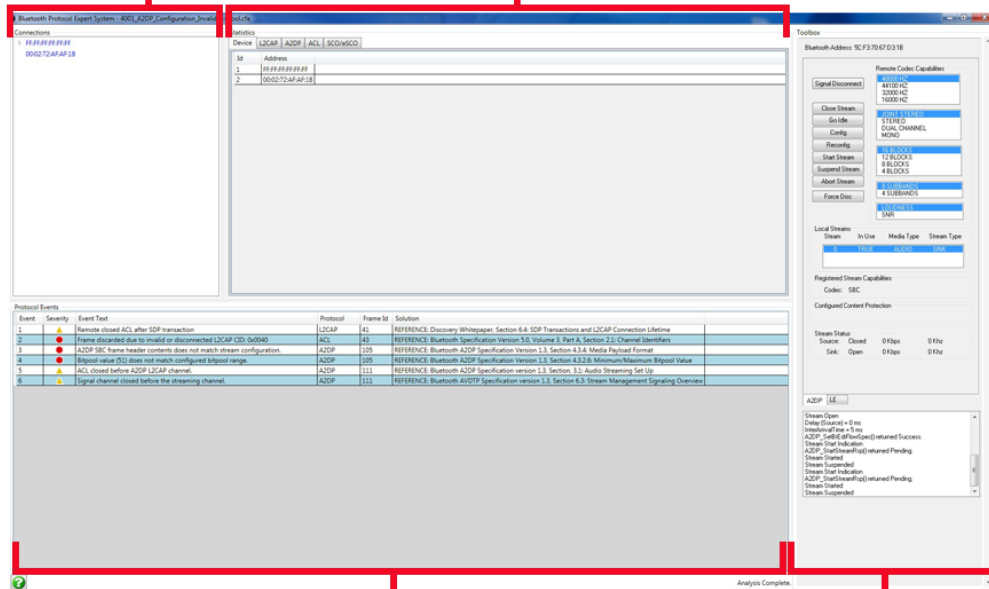 Bluetooth Protocol Expert System - 4001_A2DP_Configuration_Invalid
pool.cfa
Connections
FF:FF:FF:FF:FF:FF
00:02:72:AF:AF:1B
Statistics
Device L2CAP A2DP ACL SCO/eSCO
Id Address
1 FF:FF:FF:FF:FF:FF
2 00:02:72:AF:AF:1B
Protocol Events
Event Severity Event Text Protocol Frame Id Solution
1 Remote closed ACL after SDP transaction L2CAP 41 REFERENCE: Discovery Whitepaper, Section 6.4: SDP Transactions and L2CAP Connection Lifetime
2 Frame discarded due to invalid or disconnected L2CAP CID: 0x0040 ACL 43 REFERENCE: Bluetooth Specification Version 5.0, Volume 3, Part A, Section 2.1: Channel Identifiers
3 A2DP SBC frame header contents does not match stream configuration. A2DP 105 REFERENCE: Bluetooth A2DP Specification Version 1.3, Section 4.3.4: Media Payload Format
4 Bitpool value (51) does not match configured bitpool range. A2DP 105 REFERENCE: Bluetooth A2DP Specification Version 1.3, Section 4.3.2.6: Minimum/Maximum Bitpool Value
5 ACL closed before A2DP L2CAP channel. A2DP 111 REFERENCE: Bluetooth A2DP Specification version 1.3, Section, 3.1: Audio Streaming Set Up
6 Signal channel closed before the streaming channel. A2DP 111 REFERENCE: Bluetooth AVDTP Specification version 1.3, Section 6.3: Stream Management Signaling Overview
Analysis Complete.
Toolbox
Bluetooth Address: 5C:F3:70:67:D3:1B
Remote Codec Capabilities
Signal Disconnect
48000 HZ
44100 HZ
32000 HZ
16000 HZ
Close Stream
Go Idle
Config
Reconfig
Start Stream
Suspend Stream
Abort Stream
Force Disc
JOINT STEREO
STEREO
DUAL CHANNEL
MONO
16 BLOCKS
12 BLOCKS
8 BLOCKS
4 BLOCKS
8 SUBBANDS
4 SUBBANDS
LOUDNESS
SNR
Local Streams
Stream In Use Media Type Stream Type
0 TRUE AUDIO SINK
Registered Stream Capabilities
Codec: SBC
Configured Content Protection
Stream Status
Source: Closed 0 Kbps 0 Khz
Sink: Open 0 Kbps 0 Khz
A2DP LE
Stream Open
Delay (Source) = 0 ms
InterArrivalTime = 5 ms
A2DP_SetBrEdrFlowSpec() returned Success.
Stream Start Indication
A2DP_StartStreamRsp() returned Pending.
Stream Started
Stream Suspended
Stream Start Indication
A2DP_StartStreamRsp() returned Pending.
Stream Started
Stream Suspended